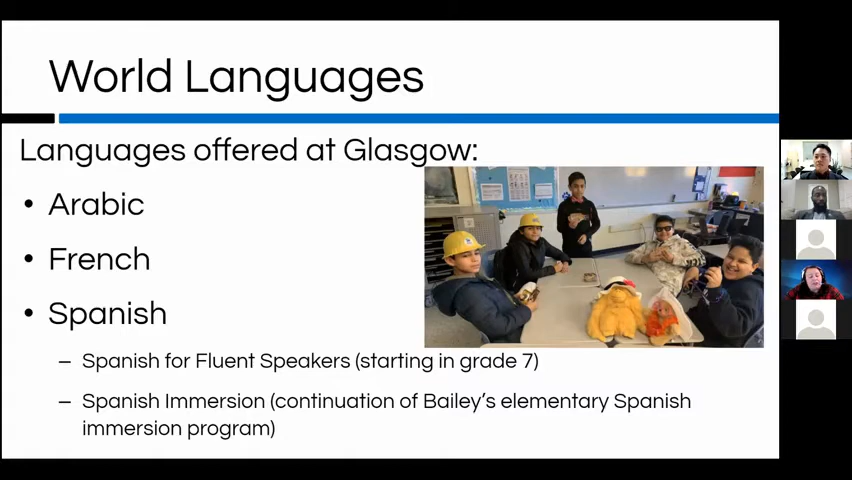 World Languages
Languages offered at Glasgow:
• Arabic
• French
• Spanish
– Spanish for Fluent Speakers (starting in grade 7)
– Spanish Immersion (continuation of Bailey's elementary Spanish
immersion program)